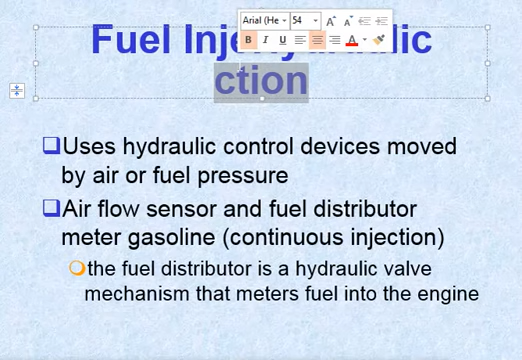 Arial (He
54
B I U A
Fuel Inje lic
ction
Uses hydraulic control devices moved
by air or fuel pressure
Air flow sensor and fuel distributor
meter gasoline (continuous injection)
the fuel distributor is a hydraulic valve
mechanism that meters fuel into the engine